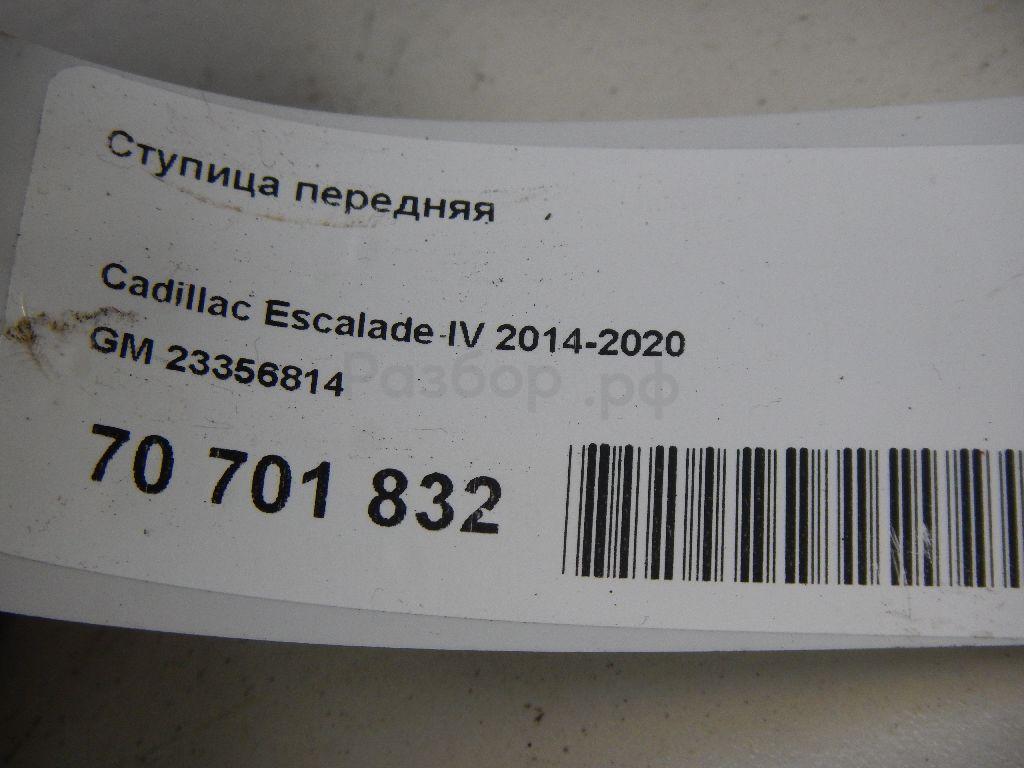 Ступица передняя
Cadillac Escalade IV 2014-2020
GM 23356814
Разбор.рф
70 701 832